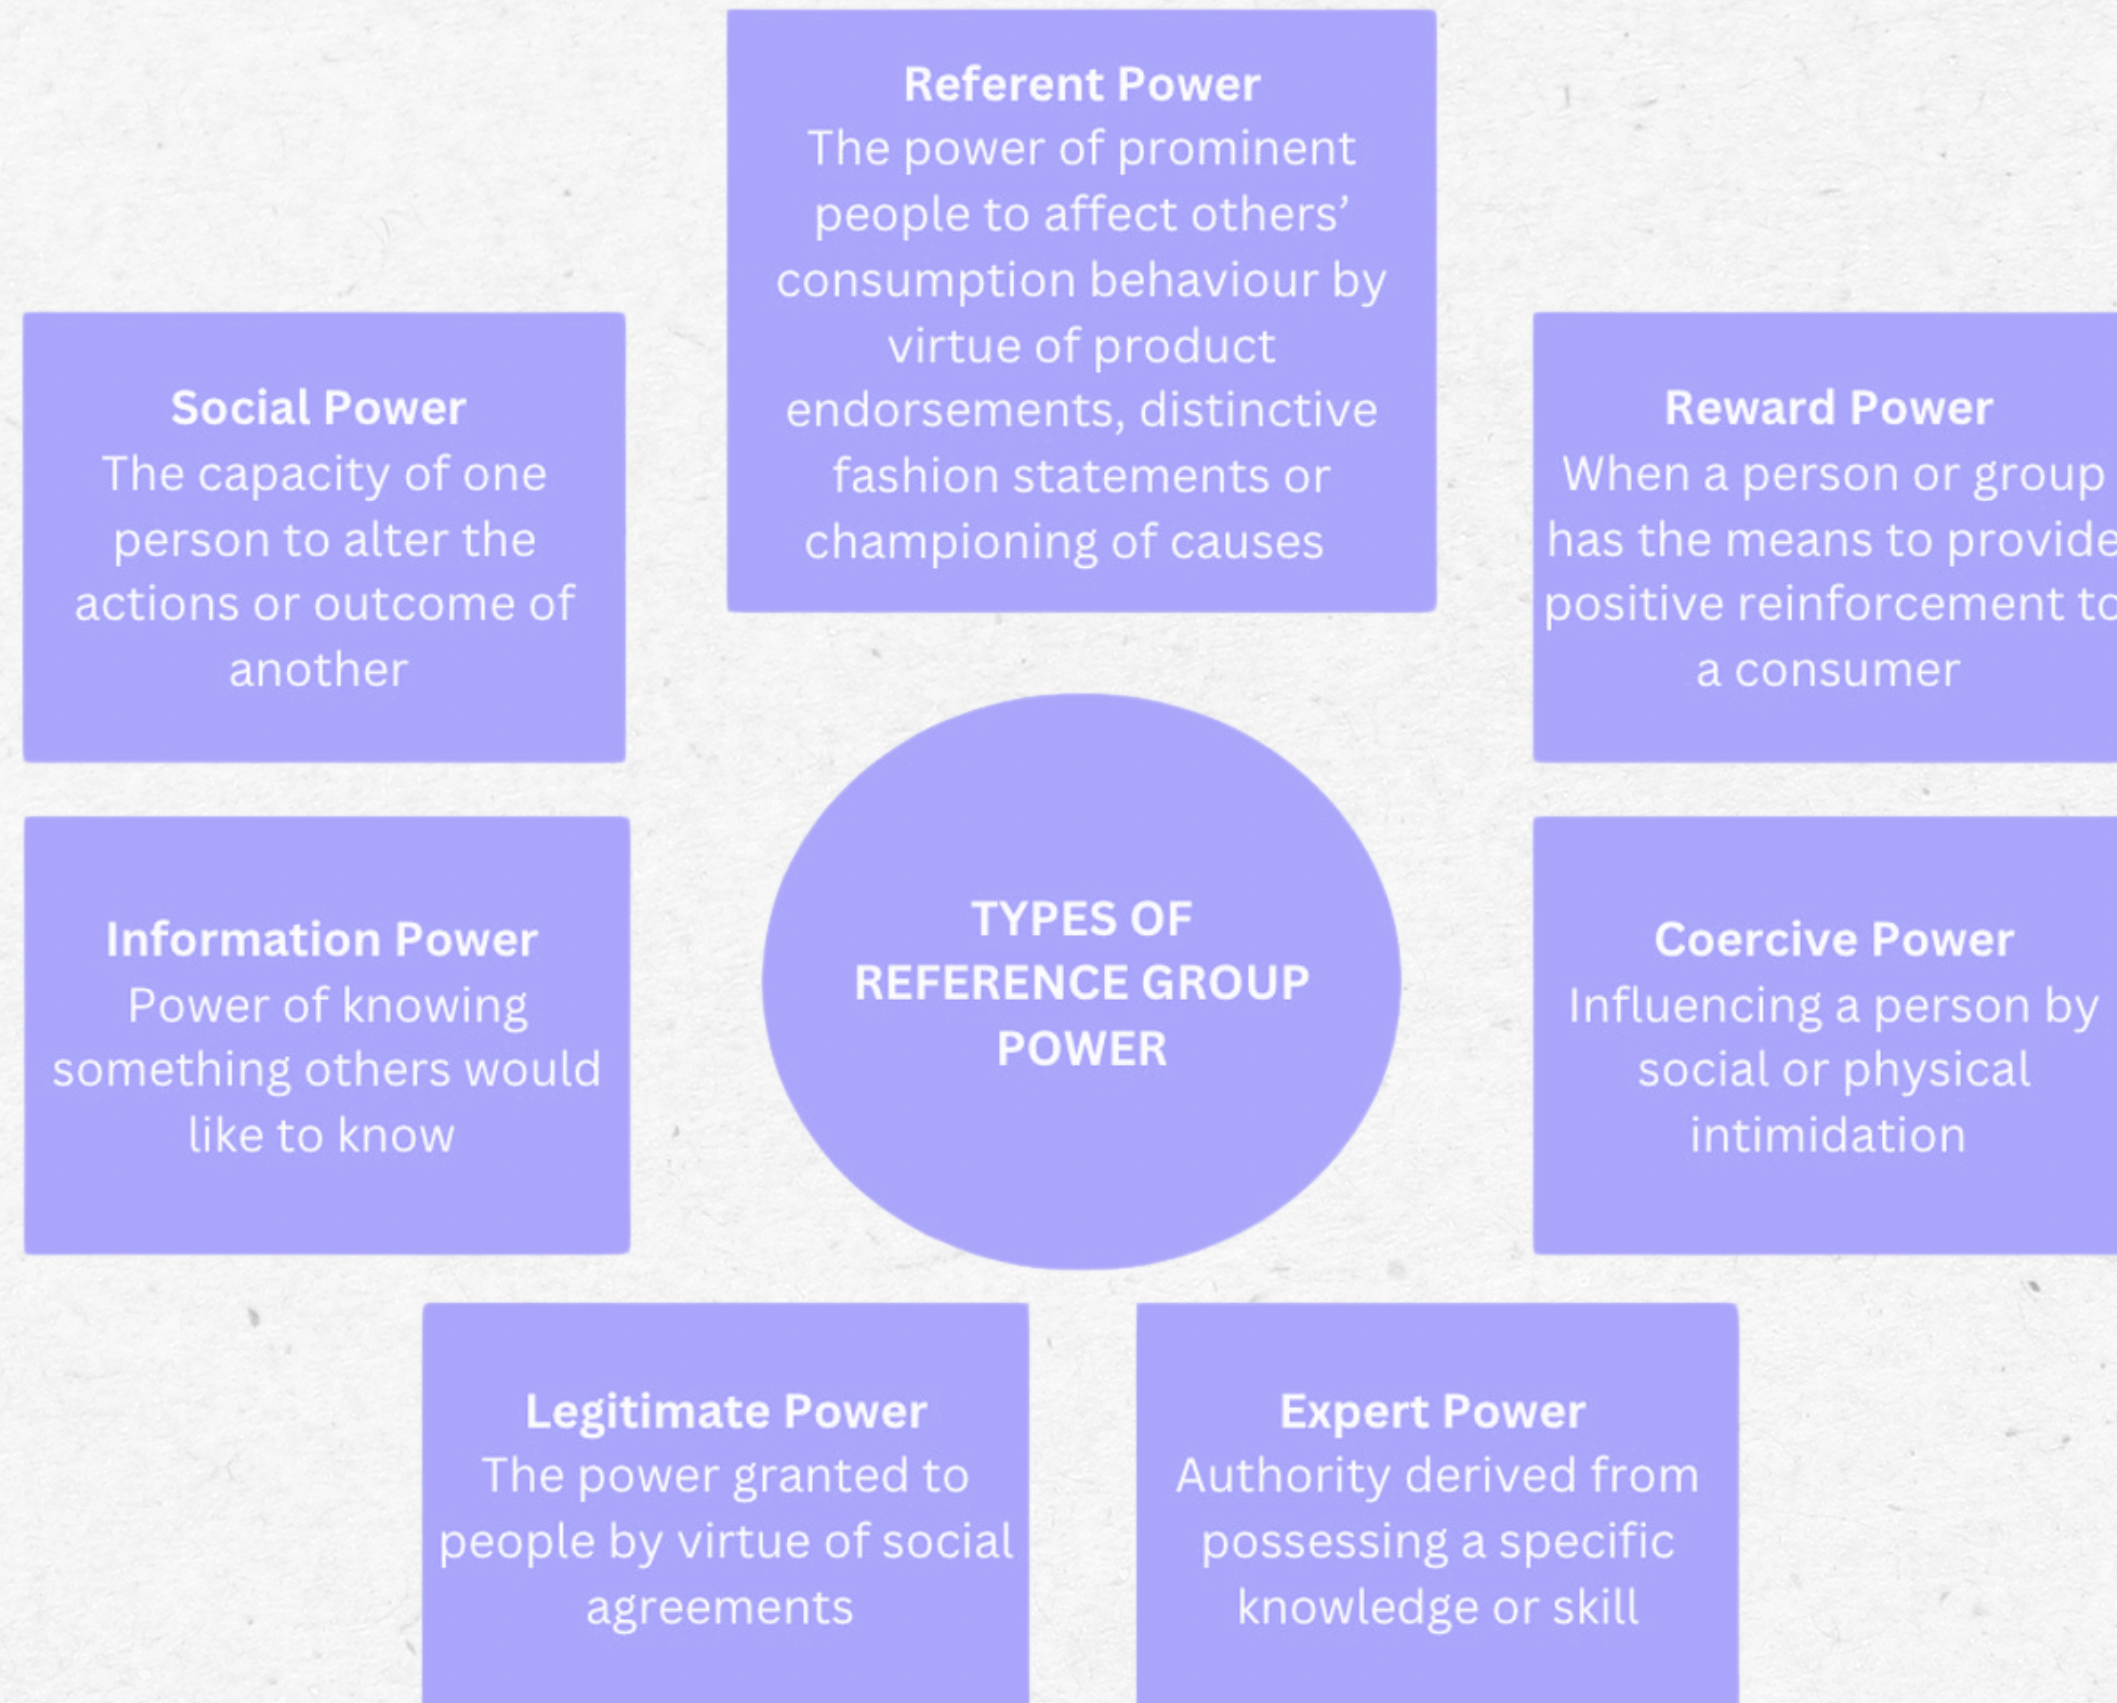 Referent Power
The power of prominent
people to affect others’
consumption behaviour by
virtue of product
endorsements, distinctive
fashion statements or
championing of causes
Social Power
The capacity of one
person to alter the
actions or outcome of
another
Reward Power
When a person or group
has the means to provide
positive reinforcement to
a consumer
Information Power
Power of knowing
something others would
like to know
TYPES OF
REFERENCE GROUP
POWER
Coercive Power
Influencing a person by
social or physical
intimidation
Legitimate Power
The power granted to
people by virtue of social
agreements
Expert Power
Authority derived from
possessing a specific
knowledge or skill